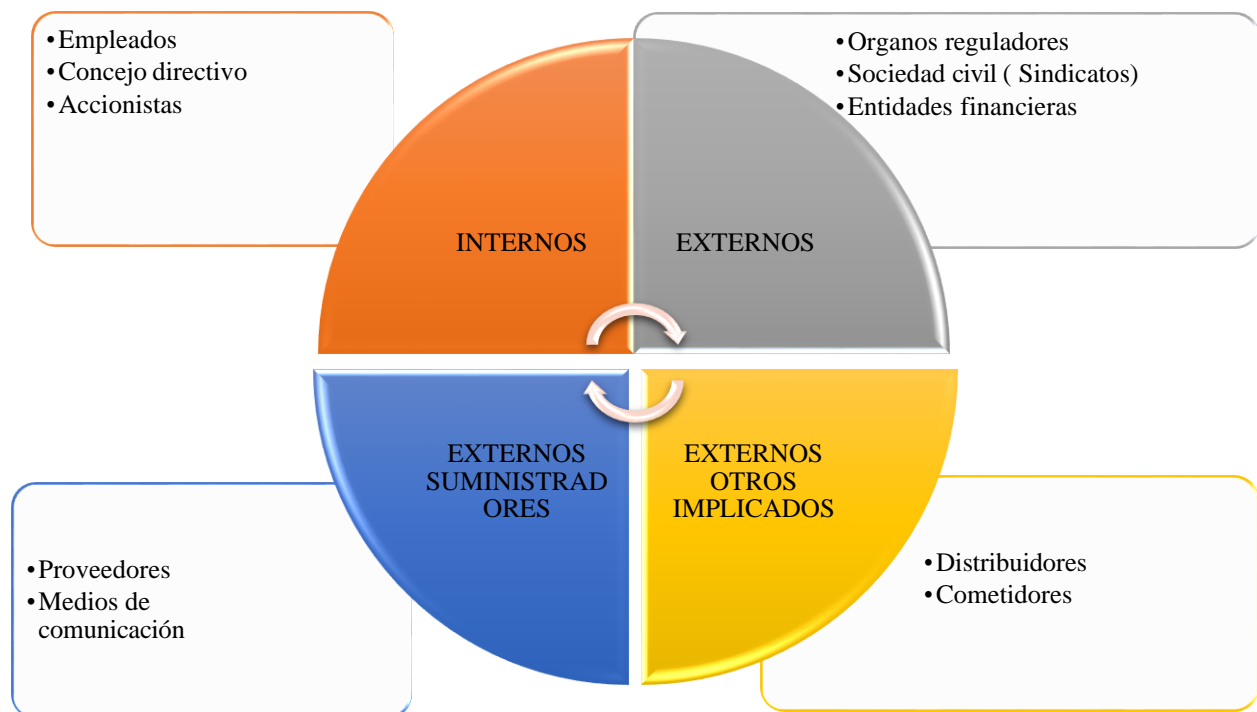 •Empleados
•Concejo directivo
•Accionistas
•Organos reguladores
•Sociedad civil ( Sindicatos)
•Entidades financieras
INTERNOS
EXTERNOS
EXTERNOS
SUMINISTRAD
ORES
EXTERNOS
OTROS
IMPLICADOS
•Proveedores
•Medios de
comunicación
•Distribuidores
•Cometidores